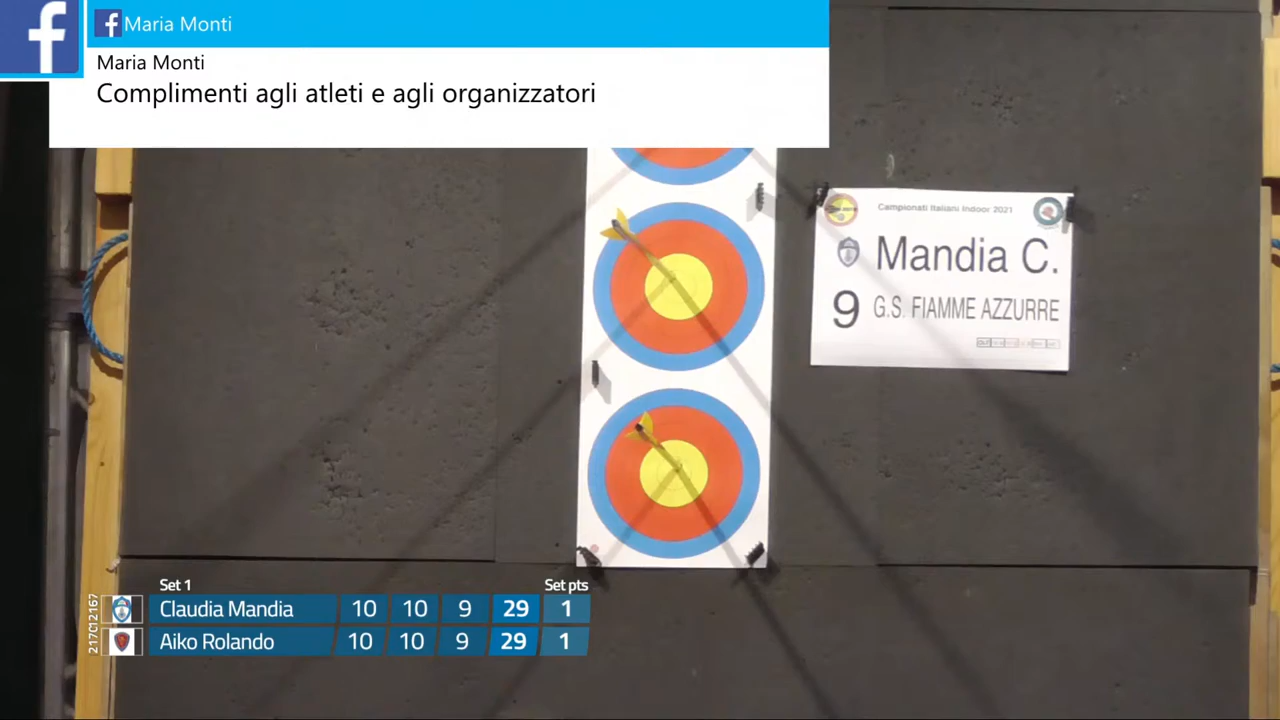 Maria Monti
Maria Monti
Complimenti agli atleti e agli organizzatori
Campionati Italiani Indoor 2021
Mandia C.
9 G.S. FIAMME AZZURRE
Set 1 Set pts
Claudia Mandia 10 10 9 29 1
Aiko Rolando 10 10 9 29 1